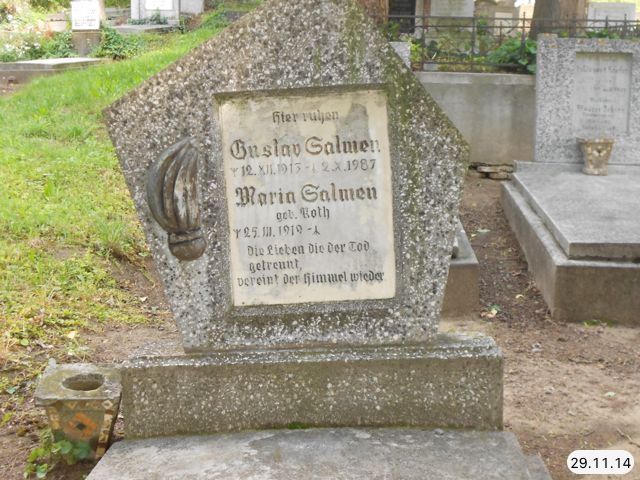 Hier ruhen
Gustav Salmen
ᛉ 12.XII.1913 - ᛣ 2.X.1987
Maria Salmen
geb. Roth
ᛉ 25.III.1919 - ᛣ
die Lieben die der Tod
getrennt,
vereint der Himmel wieder
29.11.14